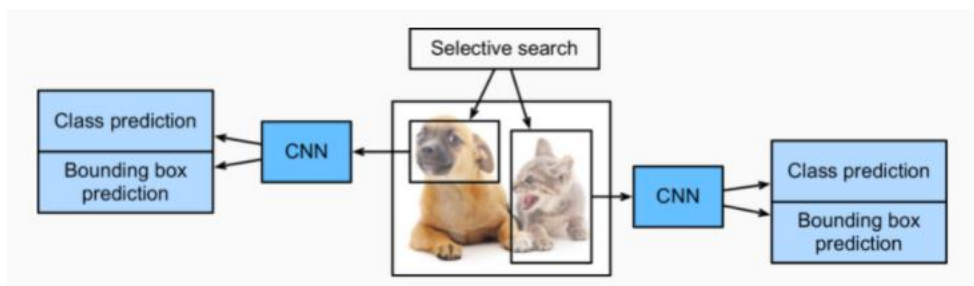 Selective search
Class prediction
Bounding box
prediction
CNN
CNN
Class prediction
Bounding box
prediction